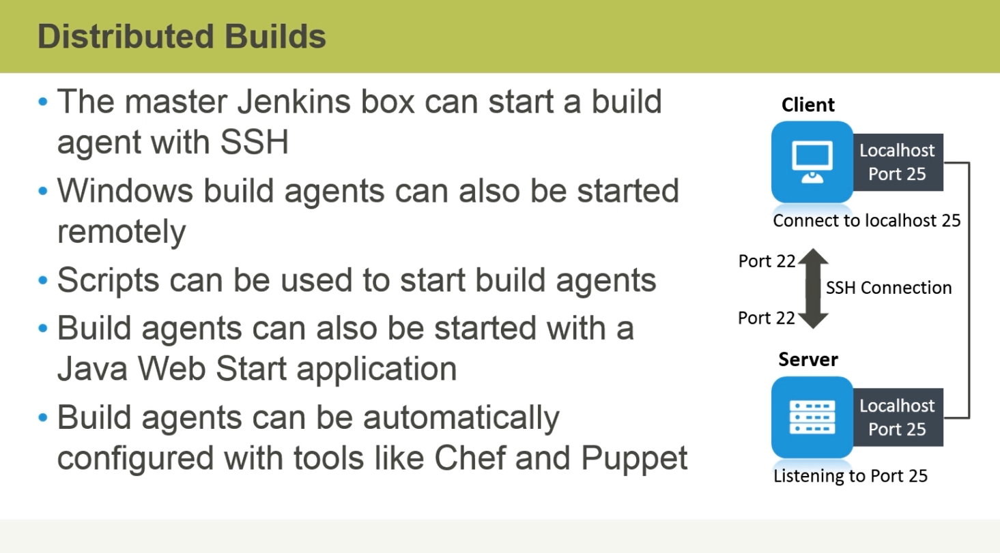 Distributed Builds
• The master Jenkins box can start a build
agent with SSH
• Windows build agents can also be started
remotely
• Scripts can be used to start build agents
• Build agents can also be started with a
Java Web Start application
• Build agents can be automatically
configured with tools like Chef and Puppet
Client
Localhost
Port 25
Connect to localhost 25
Port 22
SSH Connection
Port 22
Server
Localhost
Port 25
Listening to Port 25